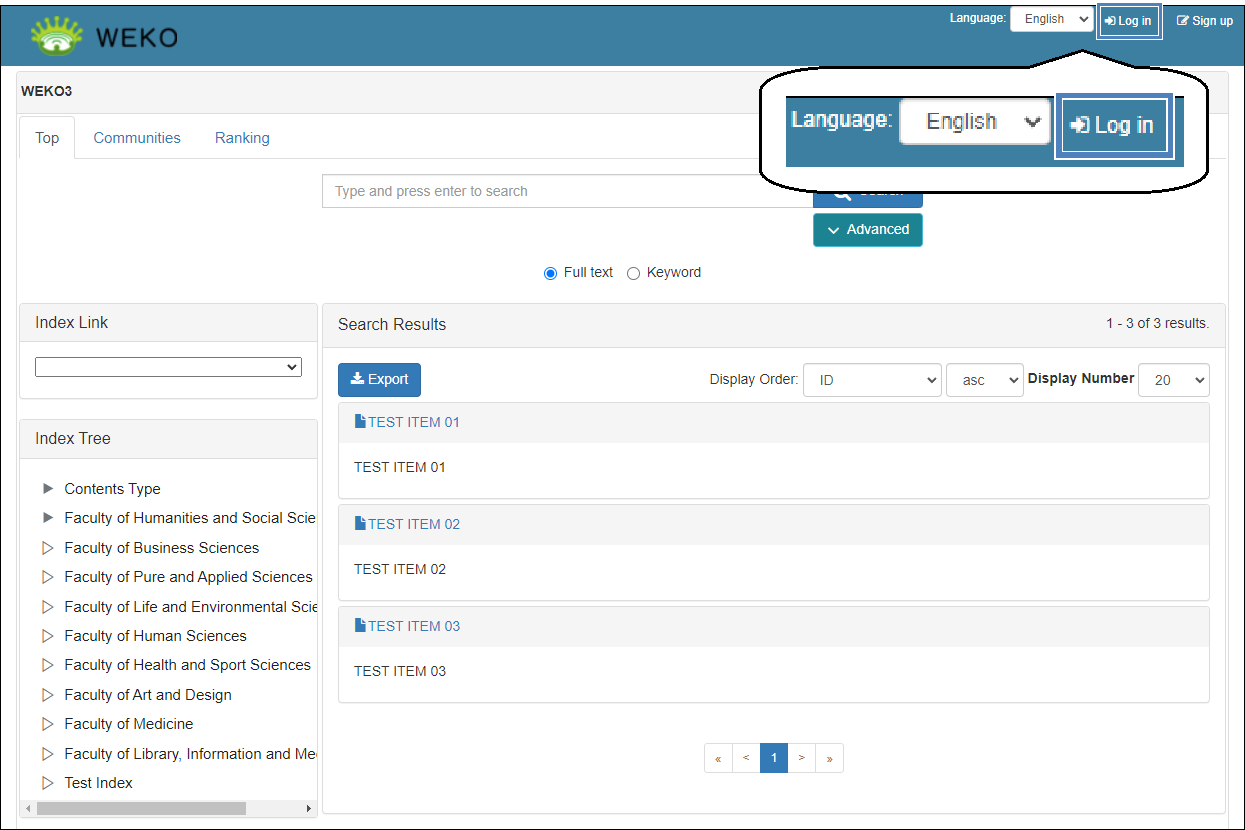 WEKO
Language: English Log in Sign up
WEKO3
Language: English Log in
Top Communities Ranking
Type and press enter to search
Advanced
Full text Keyword
Index Link
Search Results 1 - 3 of 3 results.
Export Display Order: ID asc Display Number 20
TEST ITEM 01
TEST ITEM 01
TEST ITEM 02
TEST ITEM 02
TEST ITEM 03
TEST ITEM 03
« < 1 > »
Index Tree
Contents Type
Faculty of Humanities and Social Scie
Faculty of Business Sciences
Faculty of Pure and Applied Sciences
Faculty of Life and Environmental Scie
Faculty of Human Sciences
Faculty of Health and Sport Sciences
Faculty of Art and Design
Faculty of Medicine
Faculty of Library, Information and Me
Test Index